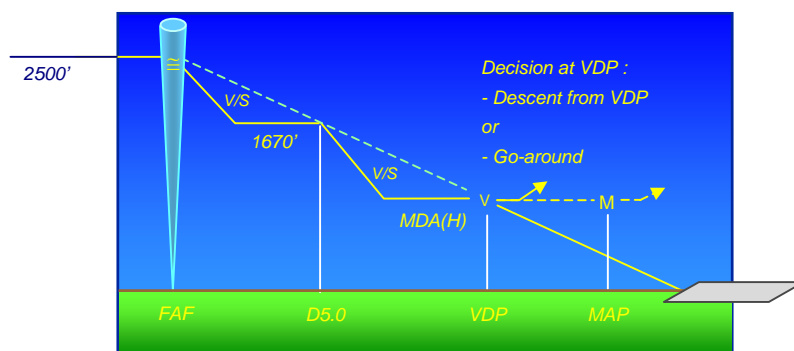 2500’
≃
V/S
1670’
V/S
MDA(H)
Decision at VDP :
- Descent from VDP
or
- Go-around
V
M
FAF
D5.0
VDP
MAP